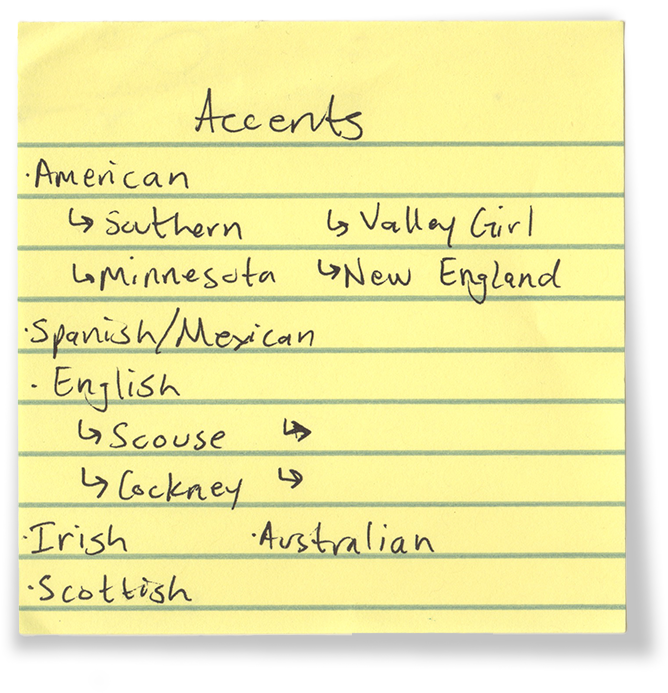 Accents
·American
↳ Southern ↳ Valley Girl
↳ Minnesota ↳ New England
·Spanish/Mexican
· English
↳ Scouse ↳
↳ Cockney ↳
·Irish ·Australian
·Scottish